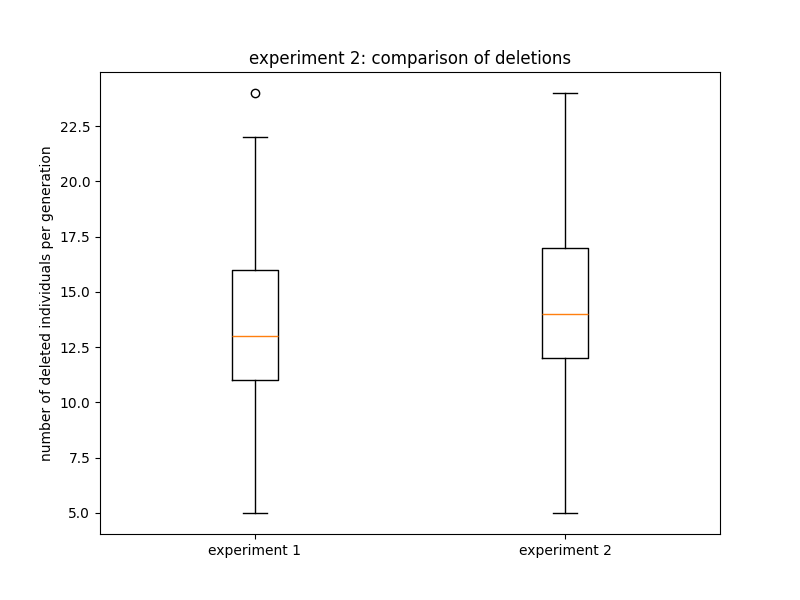 experiment 2: comparison of deletions
number of deleted individuals per generation
22.5
20.0
17.5
15.0
12.5
10.0
7.5
5.0
experiment 1
experiment 2